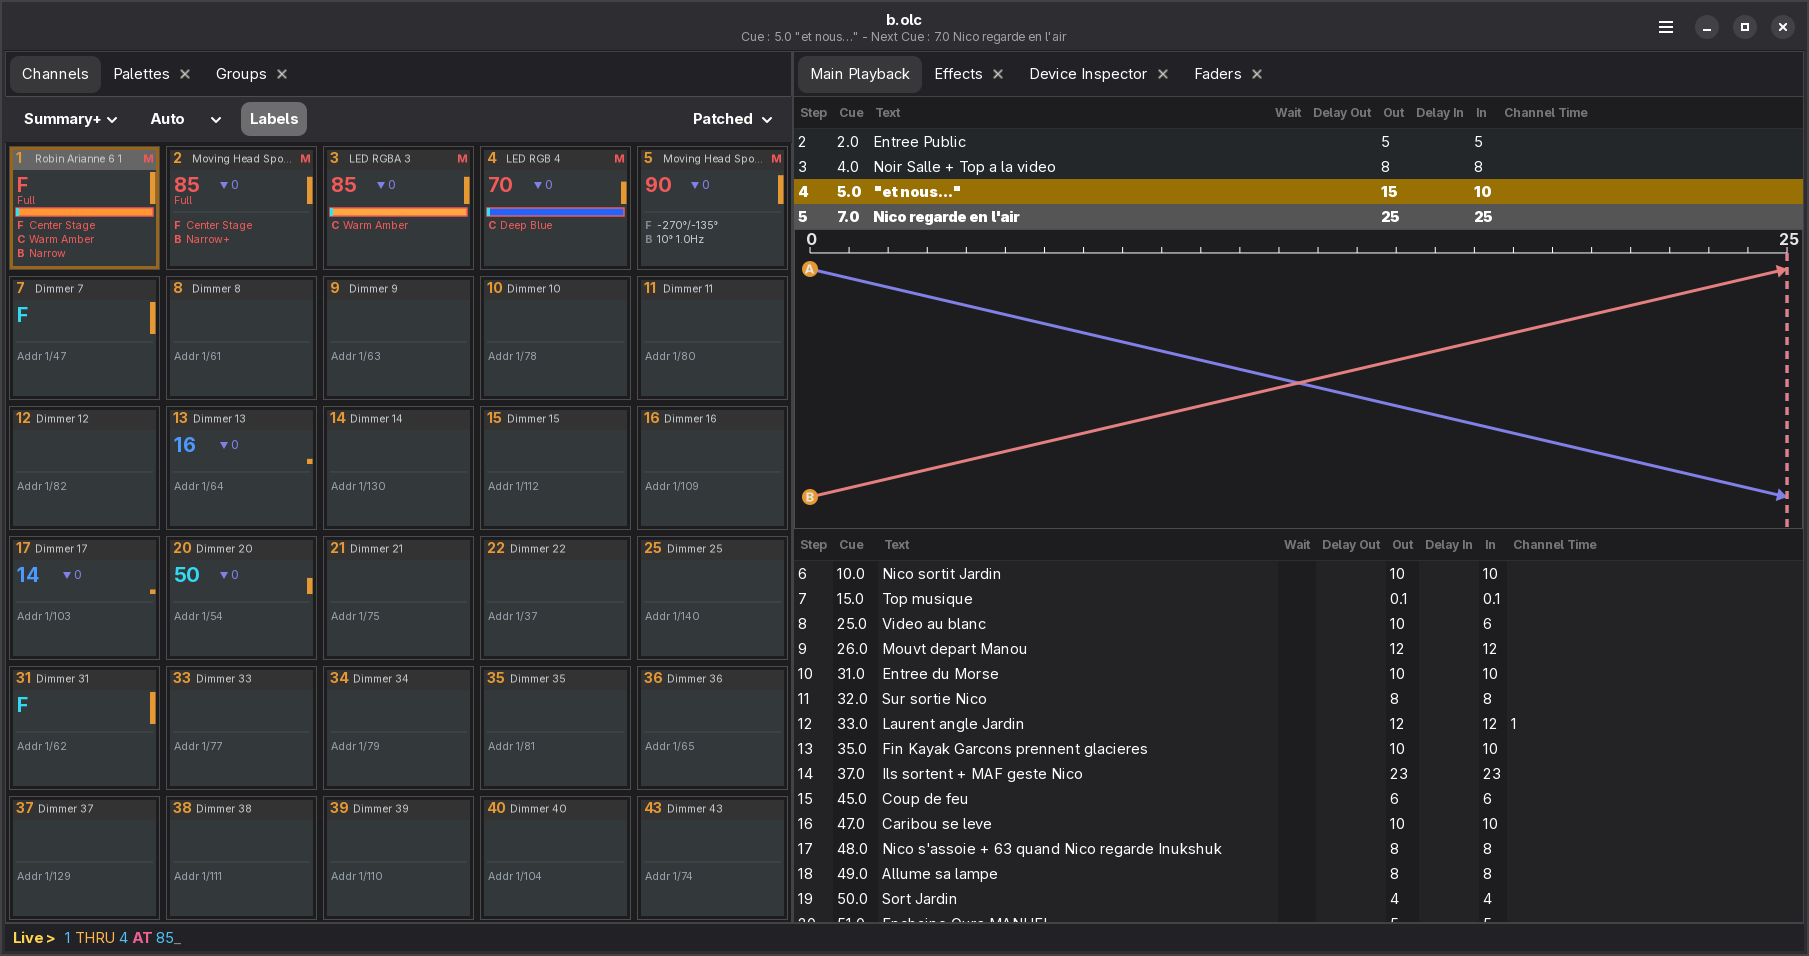 b.olc
Cue : 5.0 "et nous..." - Next Cue : 7.0 Nico regarde en l'air
Channels Palettes Groups
Summary+ Auto Labels Patched
1 Robin Arianne 6 1 M
F
Full
F Center Stage
C Warm Amber
B Narrow
2 Moving Head Spo... M
85 0
Full
F Center Stage
B Narrow+
3 LED RGBA 3 M
85 0
C Warm Amber
4 LED RGB 4 M
70 0
C Deep Blue
5 Moving Head Spo... M
90 0
F -270°/-135°
B 10° 1.0Hz
7 Dimmer 7
F
Addr 1/47
8 Dimmer 8
Addr 1/61
9 Dimmer 9
Addr 1/63
10 Dimmer 10
Addr 1/78
11 Dimmer 11
Addr 1/80
12 Dimmer 12
Addr 1/82
13 Dimmer 13
16 0
Addr 1/64
14 Dimmer 14
Addr 1/130
15 Dimmer 15
Addr 1/112
16 Dimmer 16
Addr 1/109
17 Dimmer 17
14 0
Addr 1/103
20 Dimmer 20
50 0
Addr 1/54
21 Dimmer 21
Addr 1/75
22 Dimmer 22
Addr 1/37
25 Dimmer 25
Addr 1/140
31 Dimmer 31
F
Addr 1/62
33 Dimmer 33
Addr 1/77
34 Dimmer 34
Addr 1/79
35 Dimmer 35
Addr 1/81
36 Dimmer 36
Addr 1/65
37 Dimmer 37
Addr 1/129
38 Dimmer 38
Addr 1/111
39 Dimmer 39
Addr 1/110
40 Dimmer 40
Addr 1/104
43 Dimmer 43
Addr 1/74
Main Playback Effects Device Inspector Faders
Step Cue Text Wait Delay Out Out Delay In In Channel Time
2 2.0 Entree Public 5 5
3 4.0 Noir Salle + Top a la video 8 8
4 5.0 "et nous..." 15 10
5 7.0 Nico regarde en l'air 25 25
0 25
A
B
Step Cue Text Wait Delay Out Out Delay In In Channel Time
6 10.0 Nico sortit Jardin 10 10
7 15.0 Top musique 0.1 0.1
8 25.0 Video au blanc 10 6
9 26.0 Mouvt depart Manou 12 12
10 31.0 Entree du Morse 10 10
11 32.0 Sur sortie Nico 8 8
12 33.0 Laurent angle Jardin 12 12 1
13 35.0 Fin Kayak Garcons prennent glacieres 10 10
14 37.0 Ils sortent + MAF geste Nico 23 23
15 45.0 Coup de feu 6 6
16 47.0 Caribou se leve 10 10
17 48.0 Nico s'assoie + 63 quand Nico regarde Inukshuk 8 8
18 49.0 Allume sa lampe 8 8
19 50.0 Sort Jardin 4 4
Live > 1 THRU 4 AT 85_